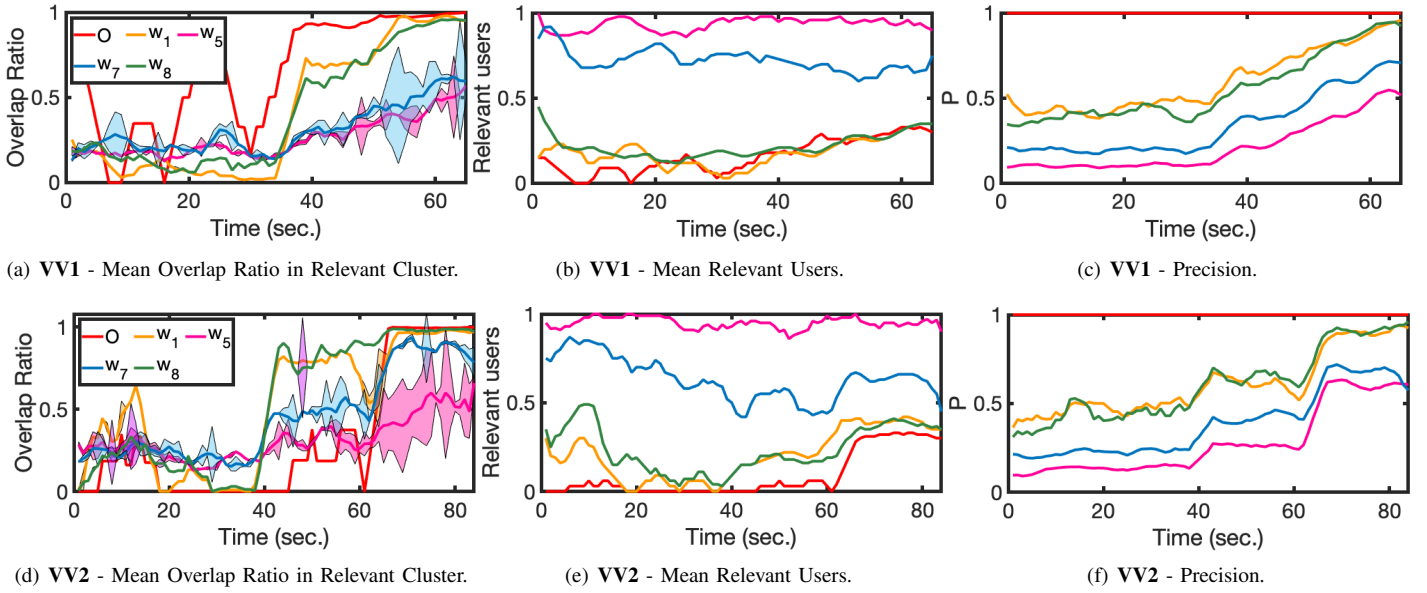 Overlap Ratio
1
0.5
0
O
w1
w5
w7
w8
0
20
40
60
Time (sec.)
(a) VV1 - Mean Overlap Ratio in Relevant Cluster.
Relevant users
1
0.5
0
0
20
40
60
Time (sec.)
(b) VV1 - Mean Relevant Users.
P
1
0.5
0
0
20
40
60
Time (sec.)
(c) VV1 - Precision.
Overlap Ratio
1
0.5
0
O
w1
w5
w7
w8
0
20
40
60
80
Time (sec.)
(d) VV2 - Mean Overlap Ratio in Relevant Cluster.
Relevant users
1
0.5
0
0
20
40
60
80
Time (sec.)
(e) VV2 - Mean Relevant Users.
P
1
0.5
0
0
20
40
60
80
Time (sec.)
(f) VV2 - Precision.